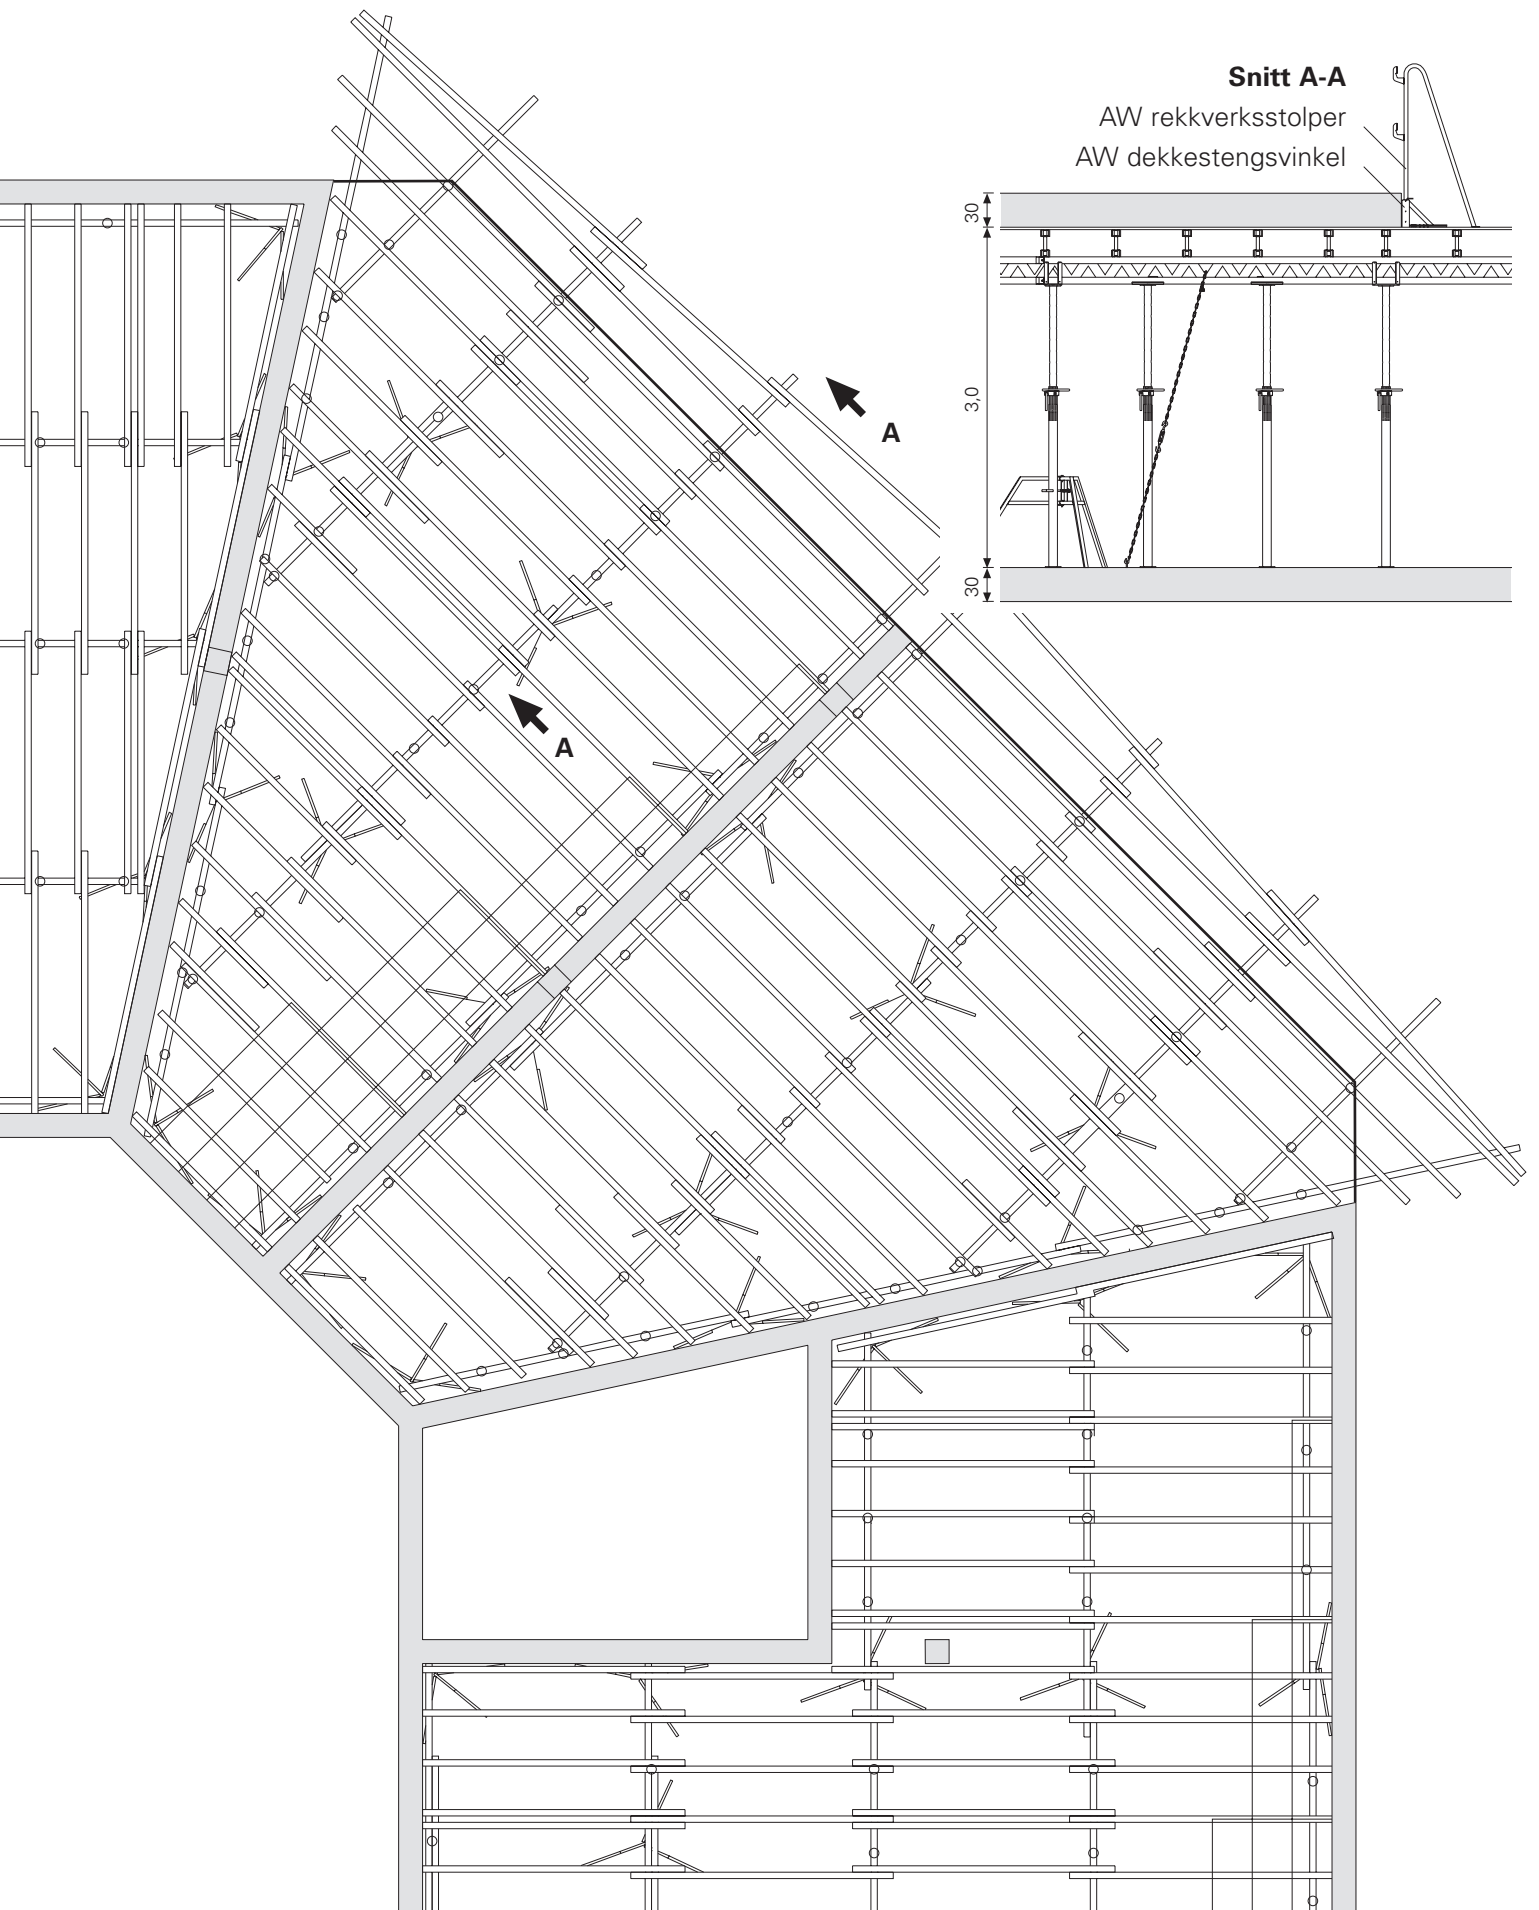 Snitt A-A
AW rekkverksstolper
AW dekkestengsvinkel
30
3,0
30
A
A